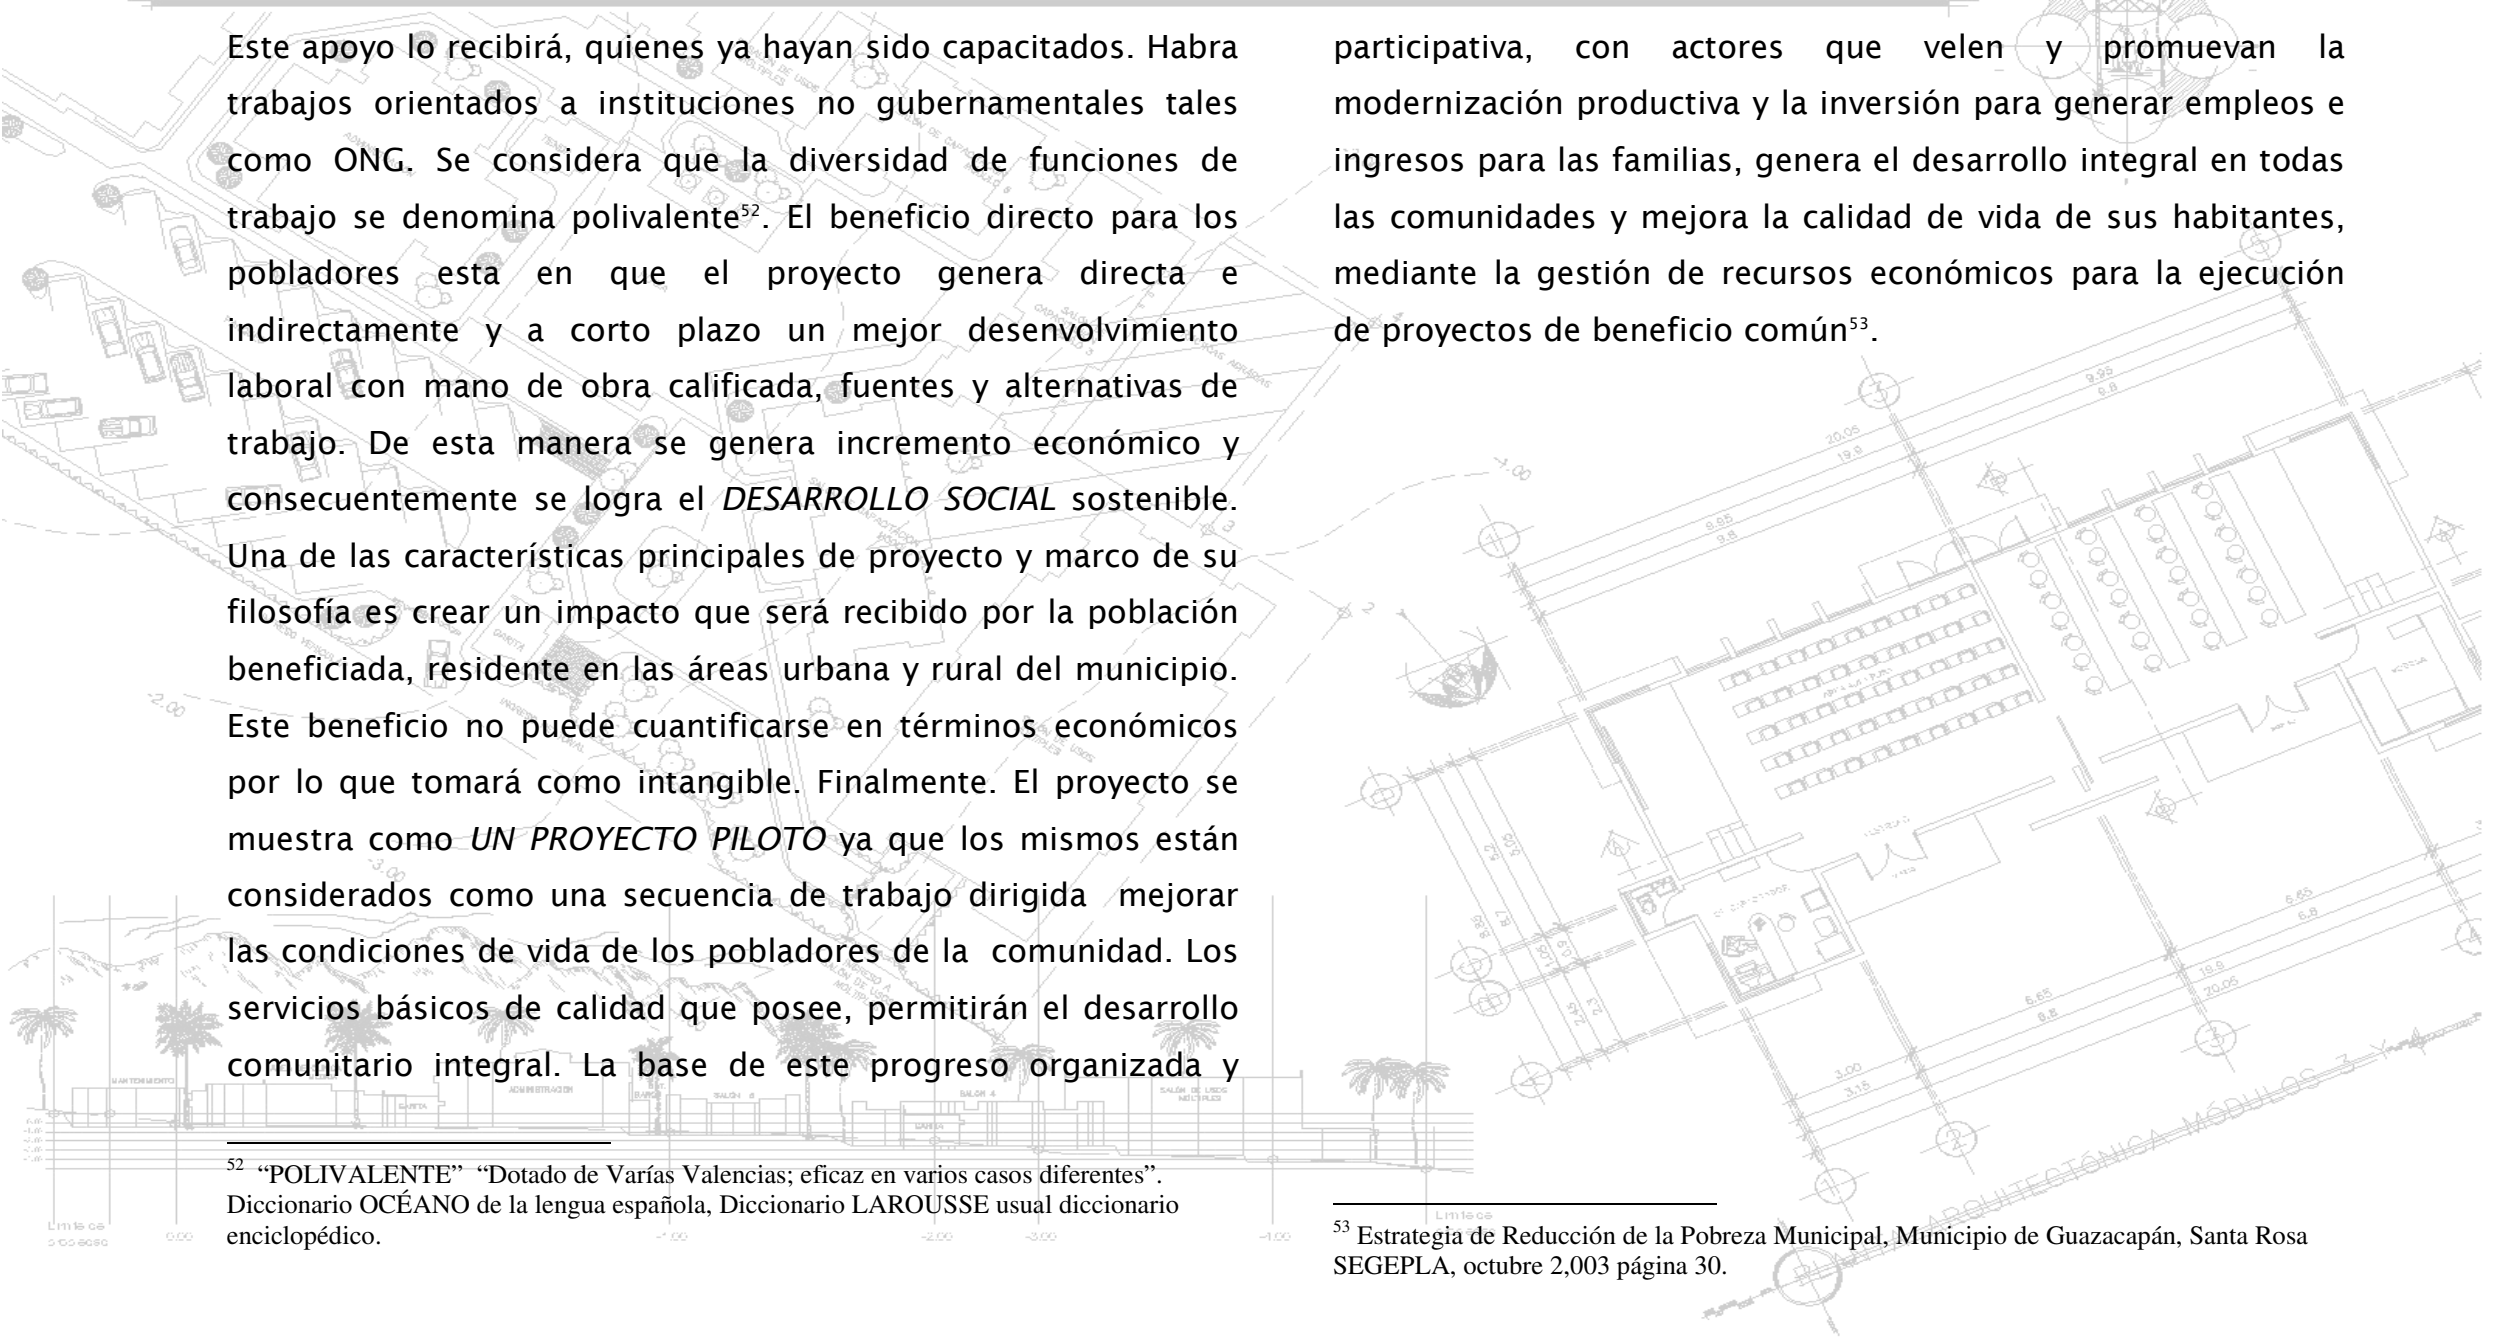 Este apoyo lo recibirá, quienes ya hayan sido capacitados. Habra
trabajos orientados a instituciones no gubernamentales tales
como ONG. Se considera que la diversidad de funciones de
trabajo se denomina polivalente52. El beneficio directo para los
pobladores esta en que el proyecto genera directa e
indirectamente y a corto plazo un mejor desenvolvimiento
laboral con mano de obra calificada, fuentes y alternativas de
trabajo. De esta manera se genera incremento económico y
consecuentemente se logra el DESARROLLO SOCIAL sostenible.
Una de las características principales de proyecto y marco de su
filosofía es crear un impacto que será recibido por la población
beneficiada, residente en las áreas urbana y rural del municipio.
Este beneficio no puede cuantificarse en términos económicos
por lo que tomará como intangible. Finalmente. El proyecto se
muestra como UN PROYECTO PILOTO ya que los mismos están
considerados como una secuencia de trabajo dirigida mejorar
las condiciones de vida de los pobladores de la comunidad. Los
servicios básicos de calidad que posee, permitirán el desarrollo
comunitario integral. La base de este progreso organizada y
52 “POLIVALENTE” “Dotado de Varías Valencias; eficaz en varios casos diferentes”.
Diccionario OCÉANO de la lengua española, Diccionario LAROUSSE usual diccionario
enciclopédico.
participativa, con actores que velen y promuevan la
modernización productiva y la inversión para generar empleos e
ingresos para las familias, genera el desarrollo integral en todas
las comunidades y mejora la calidad de vida de sus habitantes,
mediante la gestión de recursos económicos para la ejecución
de proyectos de beneficio común53.
53 Estrategia de Reducción de la Pobreza Municipal, Municipio de Guazacapán, Santa Rosa
SEGEPLA, octubre 2,003 página 30.